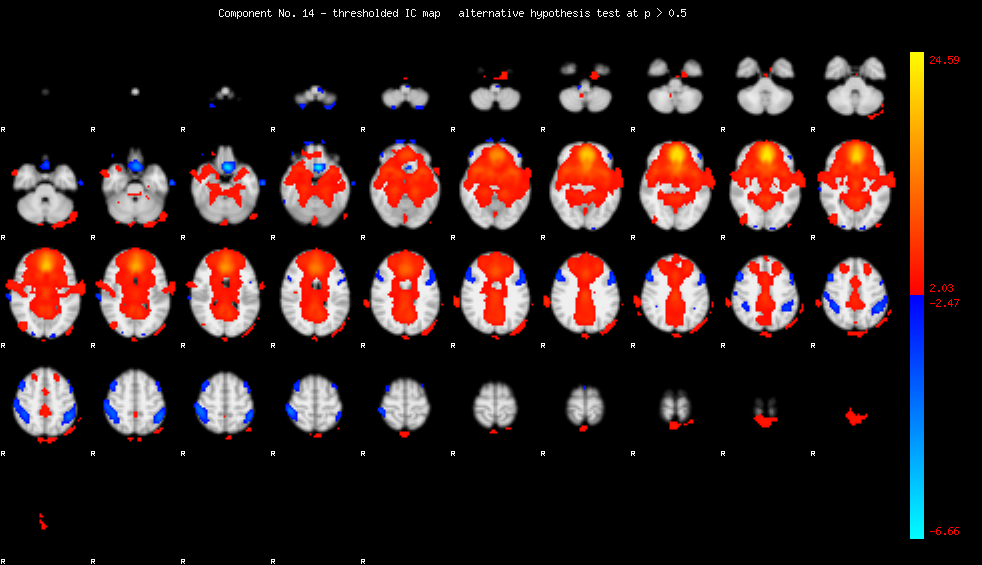 Component No. 14 - thresholded IC map   alternative hypothesis test at p > 0.5
24.59
R R R R R R R R R R
R R R R R R R R R R
2.03
-2.47
R R R R R R R R R R
R R R R R R R R R R
-6.66
R R R R R